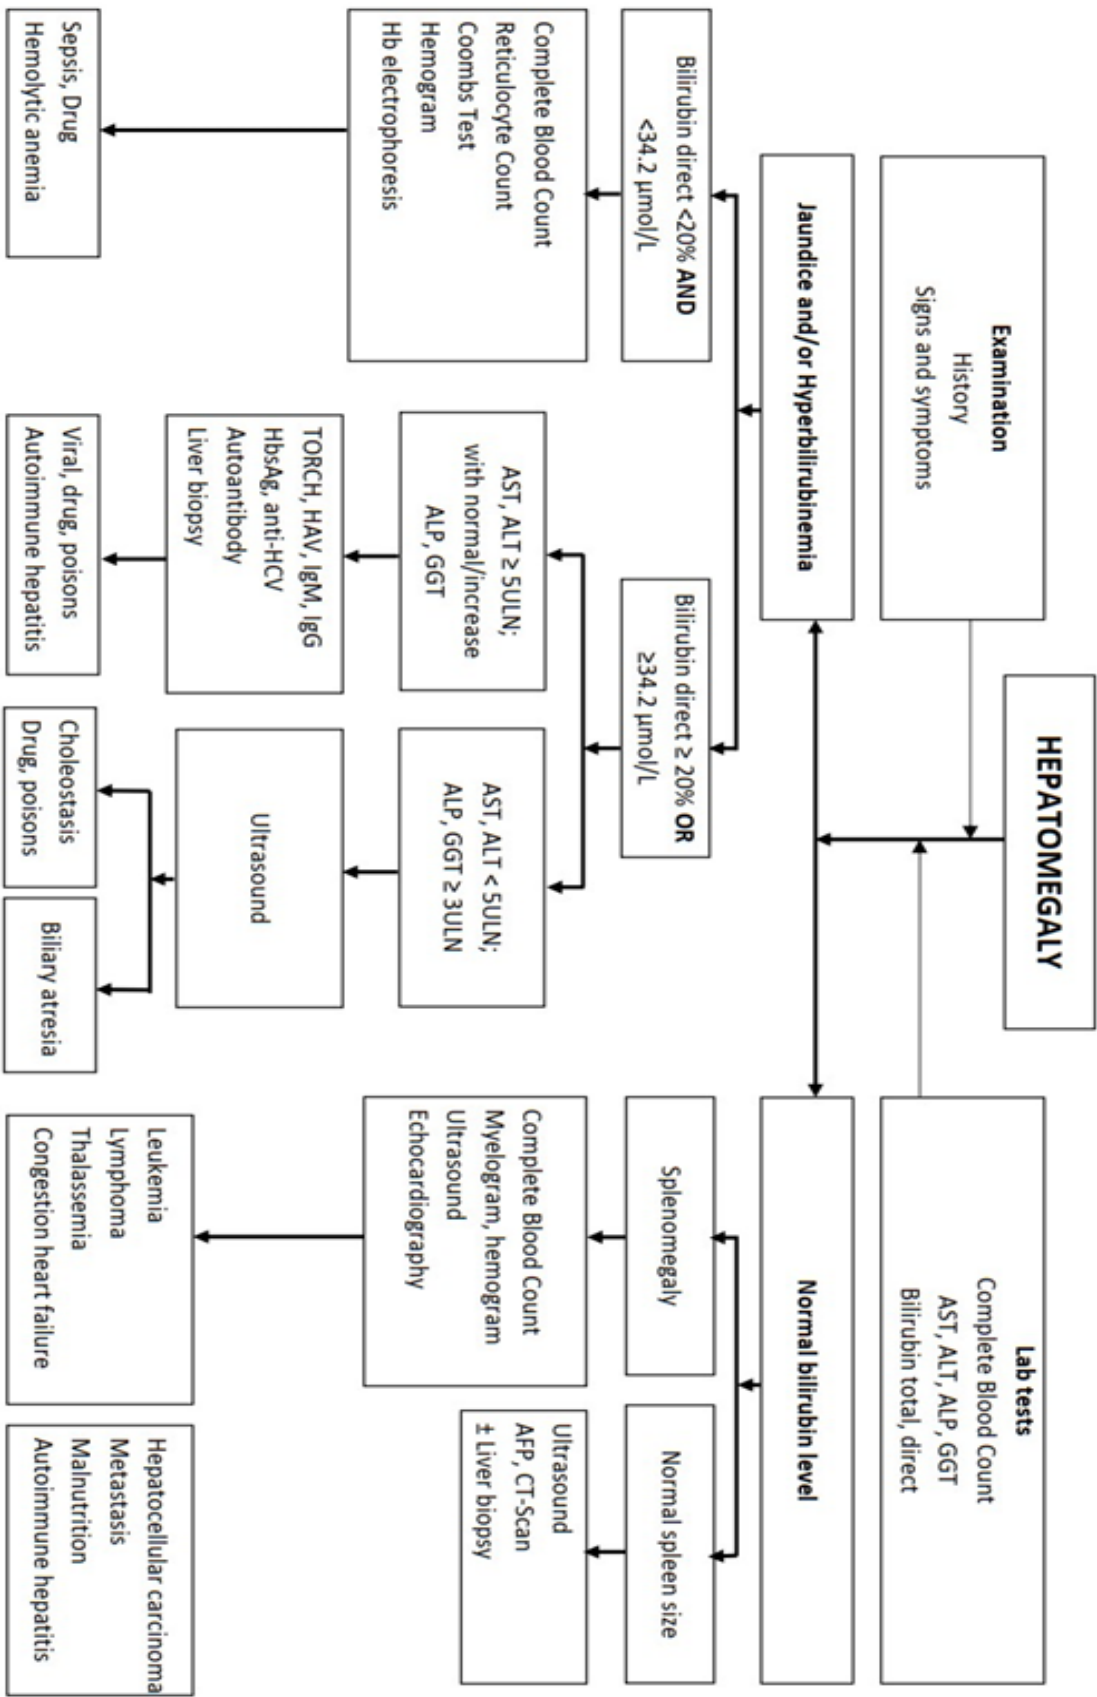 HEPATOMEGALY
Examination
History
Signs and symptoms
Lab tests
Complete Blood Count
AST, ALT, ALP, GGT
Bilirubin total, direct
Jaundice and/or Hyperbilirubinemia
Normal bilirubin level
Bilirubin direct <20% AND
<34.2 µmol/L
Bilirubin direct ≥ 20% OR
≥34.2 µmol/L
Splenomegaly
Normal spleen size
Complete Blood Count
Reticulocyte Count
Coombs Test
Hemogram
Hb electrophoresis
AST, ALT ≥ 5ULN;
with normal/increase
ALP, GGT
AST, ALT < 5ULN;
ALP, GGT ≥ 3ULN
Complete Blood Count
Myelogram, hemogram
Ultrasound
Echocardiography
Ultrasound
AFP, CT-Scan
± Liver biopsy
TORCH, HAV, IgM, IgG
HbsAg, anti-HCV
Autoantibody
Liver biopsy
Ultrasound
Sepsis, Drug
Hemolytic anemia
Viral, drug, poisons
Autoimmune hepatitis
Choleostasis
Drug, poisons
Biliary atresia
Leukemia
Lymphoma
Thalassemia
Congestion heart failure
Hepatocellular carcinoma
Metastasis
Malnutrition
Autoimmune hepatitis